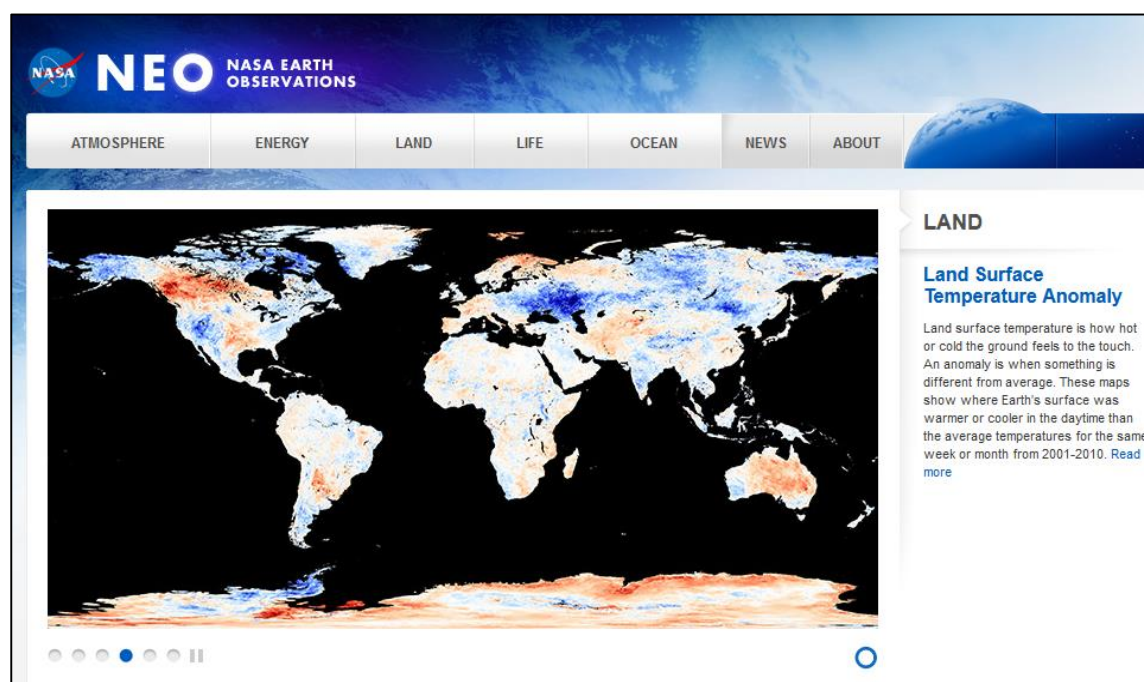 NASA
NEO
NASA EARTH
OBSERVATIONS
ATMOSPHERE ENERGY LAND LIFE OCEAN NEWS ABOUT
LAND
Land Surface
Temperature Anomaly
Land surface temperature is how hot
or cold the ground feels to the touch.
An anomaly is when something is
different from average. These maps
show where Earth's surface was
warmer or cooler in the daytime than
the average temperatures for the same
week or month from 2001-2010. Read
more